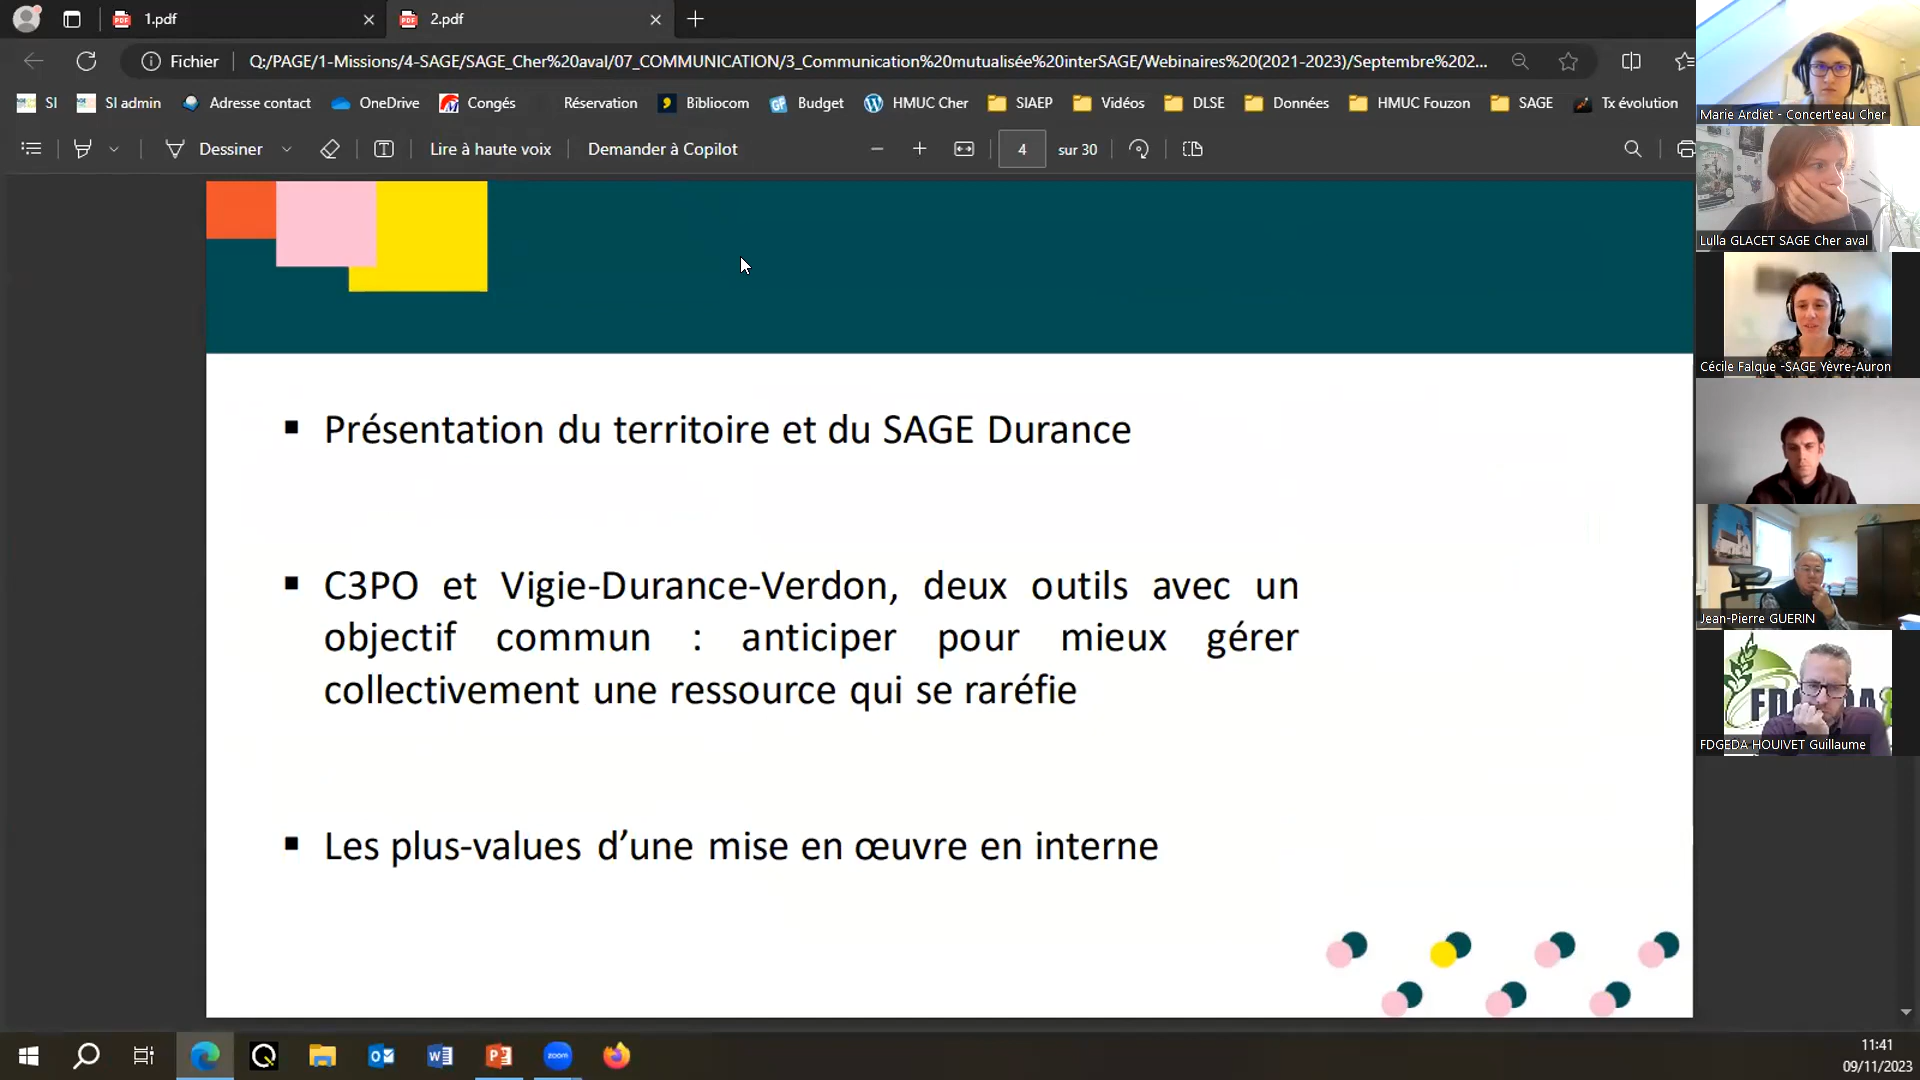 1.pdf
2.pdf
Fichier
Q:/PAGE/1-Missions/4-SAGE/SAGE_Cher%20aval/07_COMMUNICATION/3_Communication%20mutualisée%20interSAGE/Webinaires%20(2021-2023)/Septembre%202...
SI
SI admin
Adresse contact
OneDrive
Congés
Réservation
Bibliocom
Budget
HMUC Cher
SIAEP
Vidéos
DLSE
Données
HMUC Fouzon
SAGE
Tx évolution
Dessiner
Lire à haute voix
Demander à Copilot
4
sur 30
▪ Présentation du territoire et du SAGE Durance
▪ C3PO et Vigie-Durance-Verdon, deux outils avec un
objectif commun : anticiper pour mieux gérer
collectivement une ressource qui se raréfie
▪ Les plus-values d’une mise en œuvre en interne
Marie Ardiet - Concert'eau Cher
Lulla GLACET SAGE Cher aval
Cécile Falque -SAGE Yèvre-Auron
Jean-Pierre GUERIN
FDGEDA HOUIVET Guillaume
zoom
11:41
09/11/2023